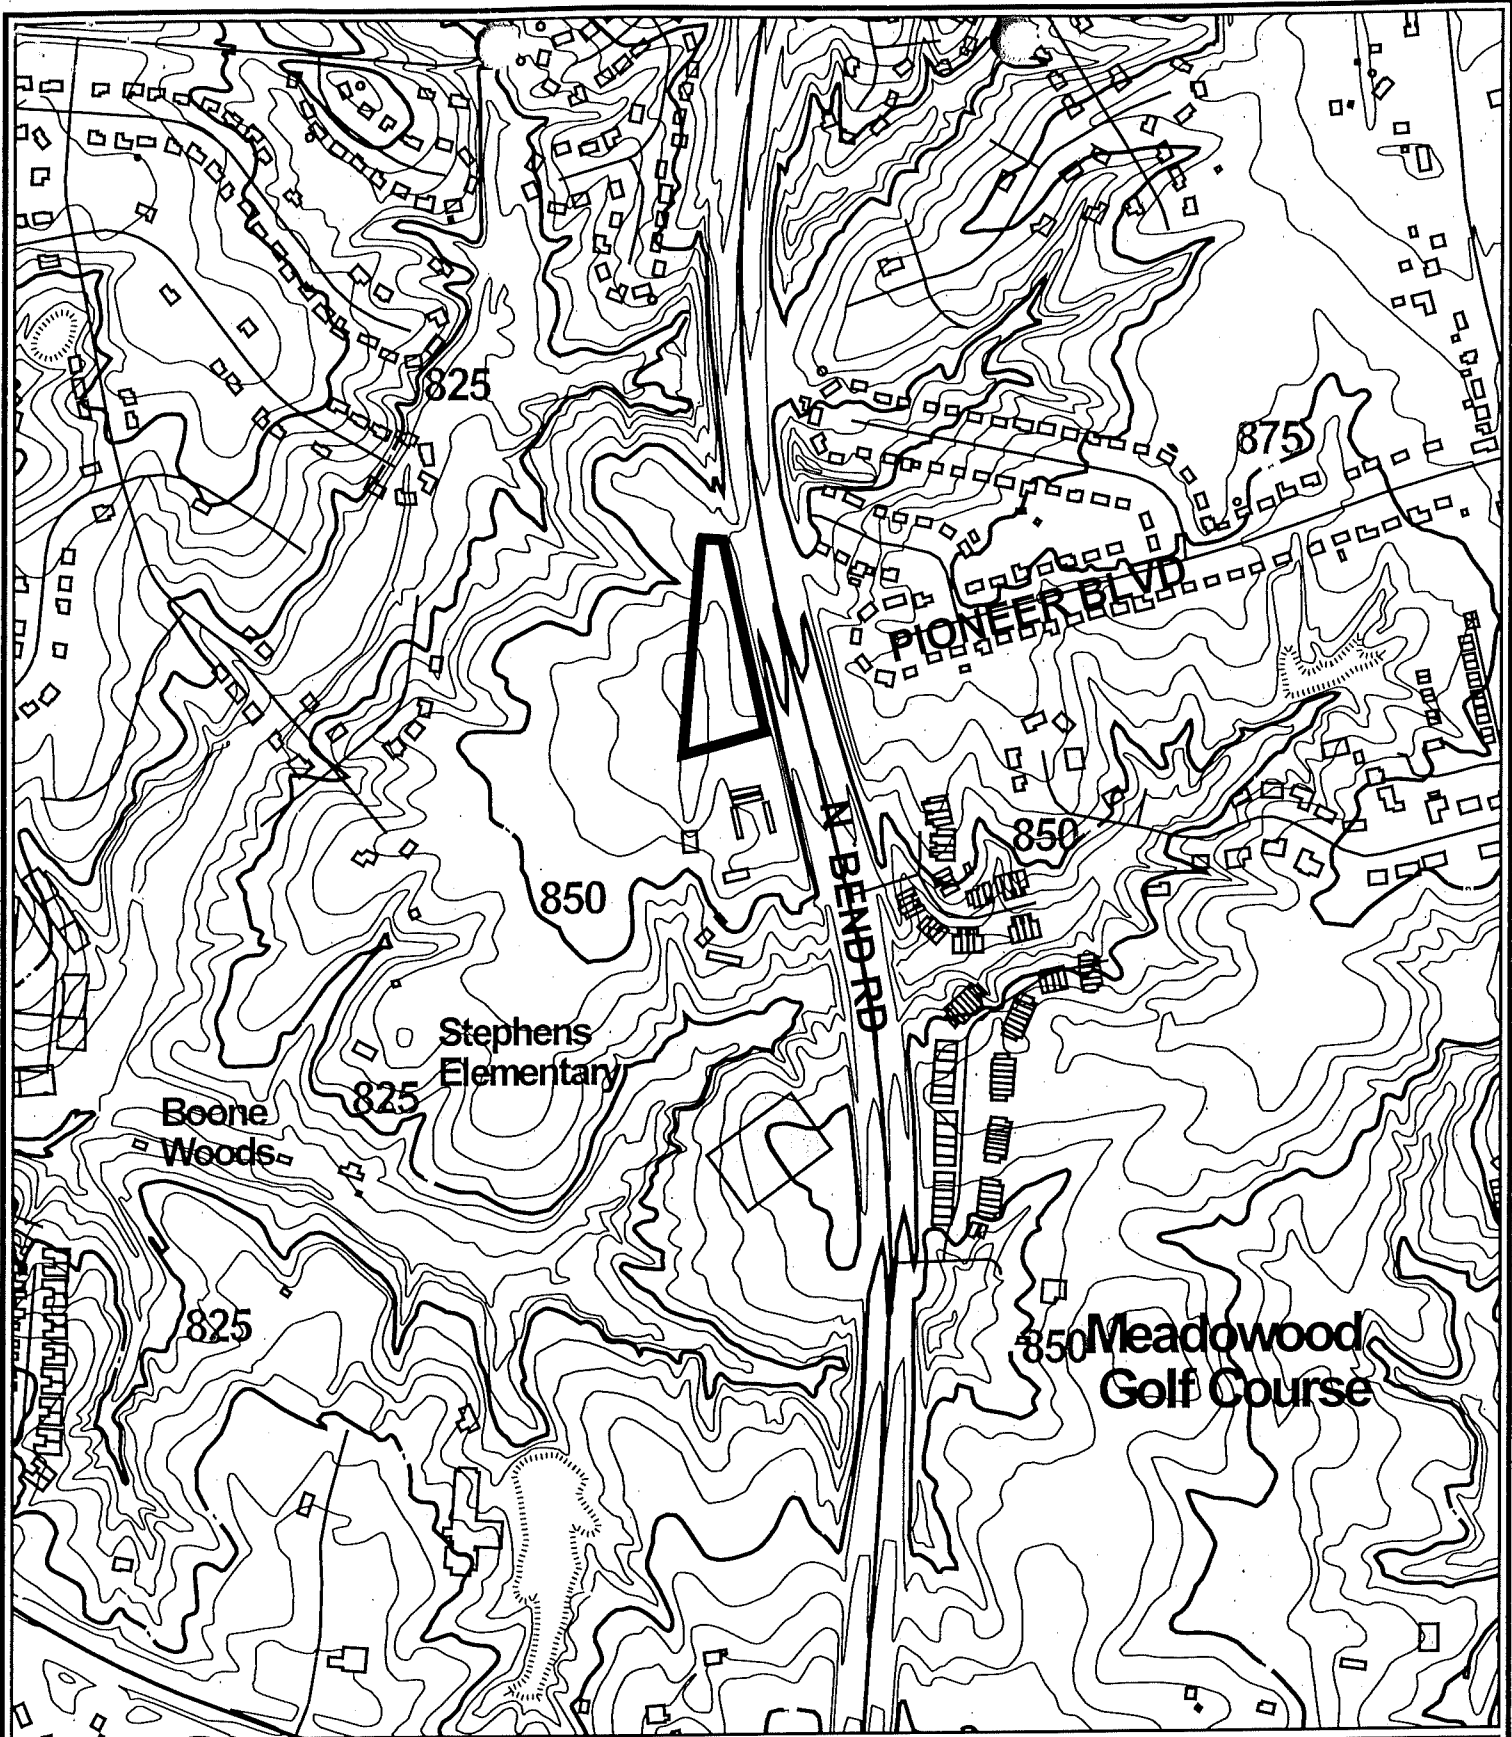 825
875
PIONEER BLVD
N BEND RD
850
850
Stephens
Elementary
825
Boone
Woods
825
850
Meadowood
Golf Course